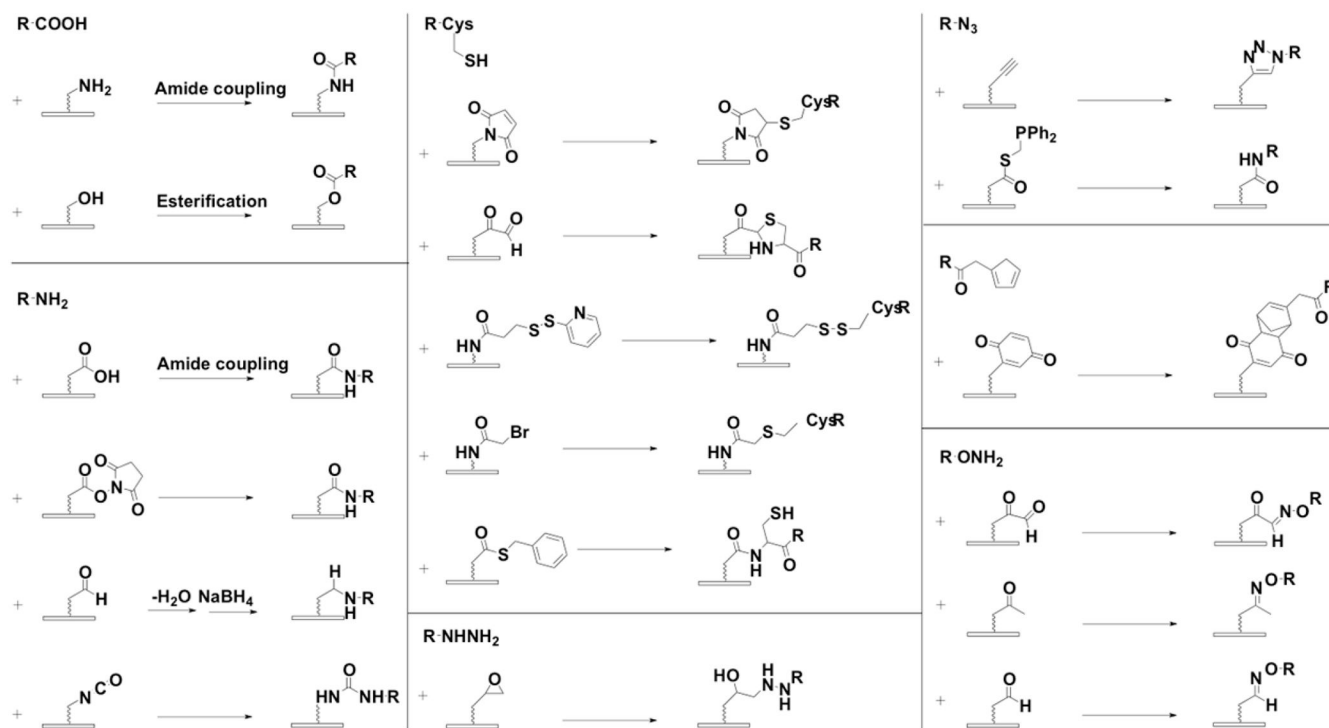 R-COOH
O R
NH₂ Amide coupling NH
+
O R
OH Esterification O
+
R-NH₂
O O
OH Amide coupling N-R
+ H
O O O
O N N-R
+ O H
O H
H -H₂O NaBH₄ N-R
+ H
O
N C O HN NH-R
+
R-Cys
SH
O O CysR
N S
+ O N O
O O O S
H HN R
+ O
O S-S N O S-S CysR
HN HN
+
O Br O S CysR
HN HN
+
SH
O S O N R
+ H O
R-NHNH₂
O HO H R
+ N N
H
R-N₃
N N N-R
+
PPh₂
S HN R
O O
+
R
O R
O
O O O
+ O
R-ONH₂
O O O N O R
H H
+
O N O-R
+
O N O-R
H H
+